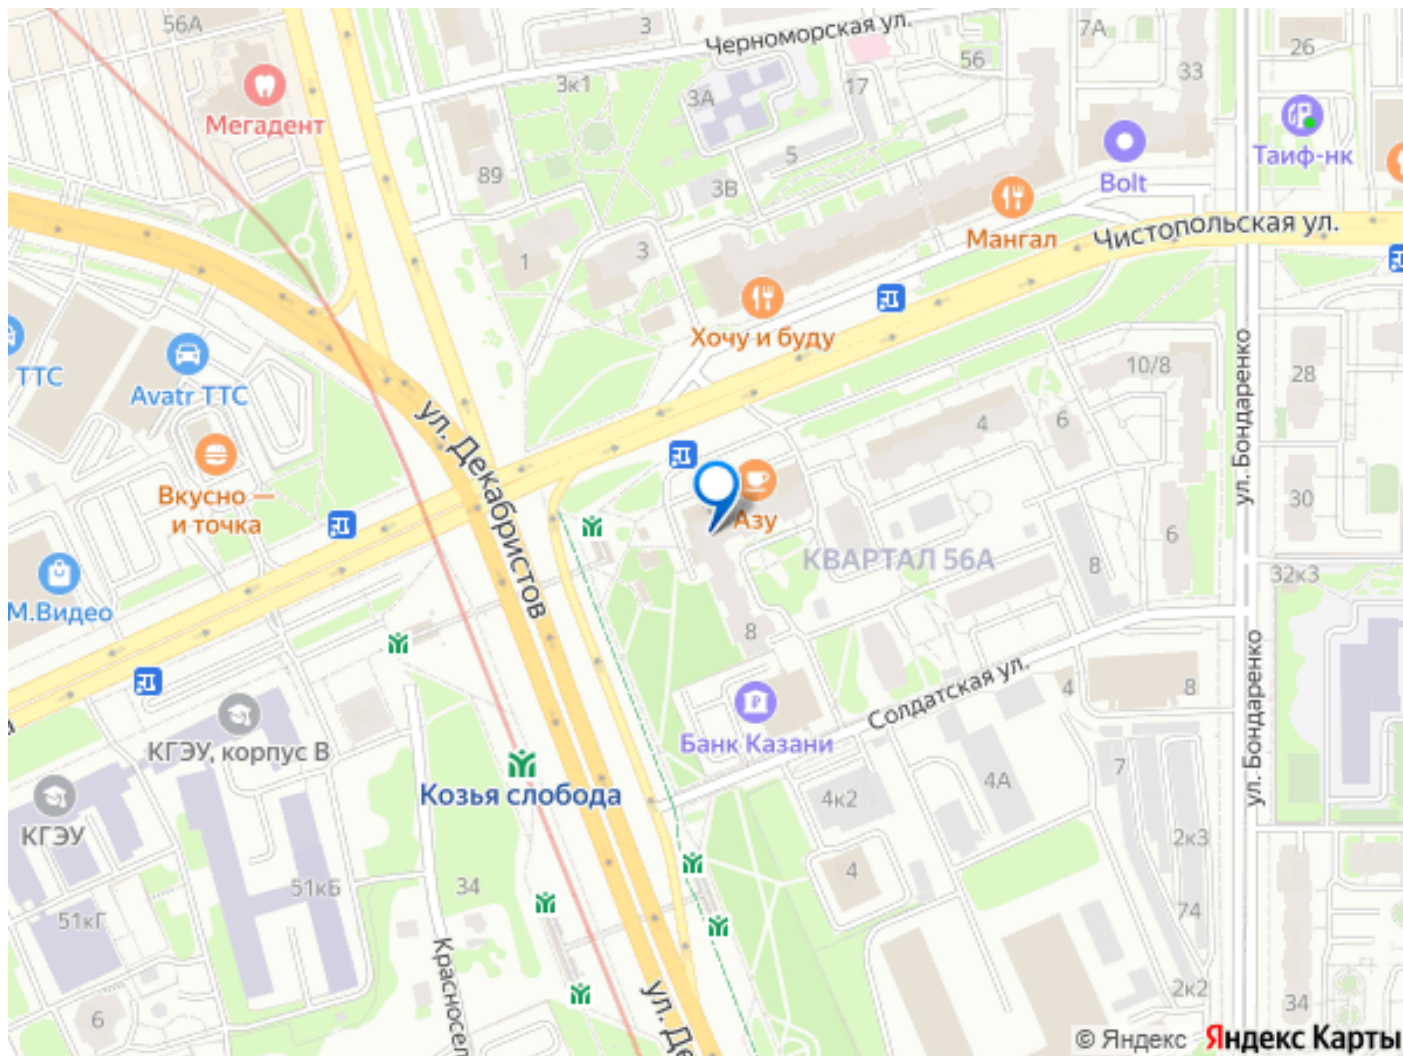 56А
3
Черноморская ул.
7А
26
Мегадент
3к1
3А
17
56
33
Таиф-нк
89
5
3В
Bolt
Мангал
Чистопольская ул.
1
3
Хочу и буду
ТТС
Avatr ТТС
10/8
28
ул. Бондаренко
ул. Декабристов
4
6
Вкусно —
и точка
Азу
30
КВАРТАЛ 56А
6
8
32к3
М.Видео
8
ул. Бондаренко
Солдатская ул.
4
8
КГЭУ, корпус В
Банк Казани
Козья слобода
4к2
4А
7
КГЭУ
2к3
51кБ
34
4
51кГ
74
Красносел
ул. Де
2к2
34
6
© Яндекс Яндекс Карты